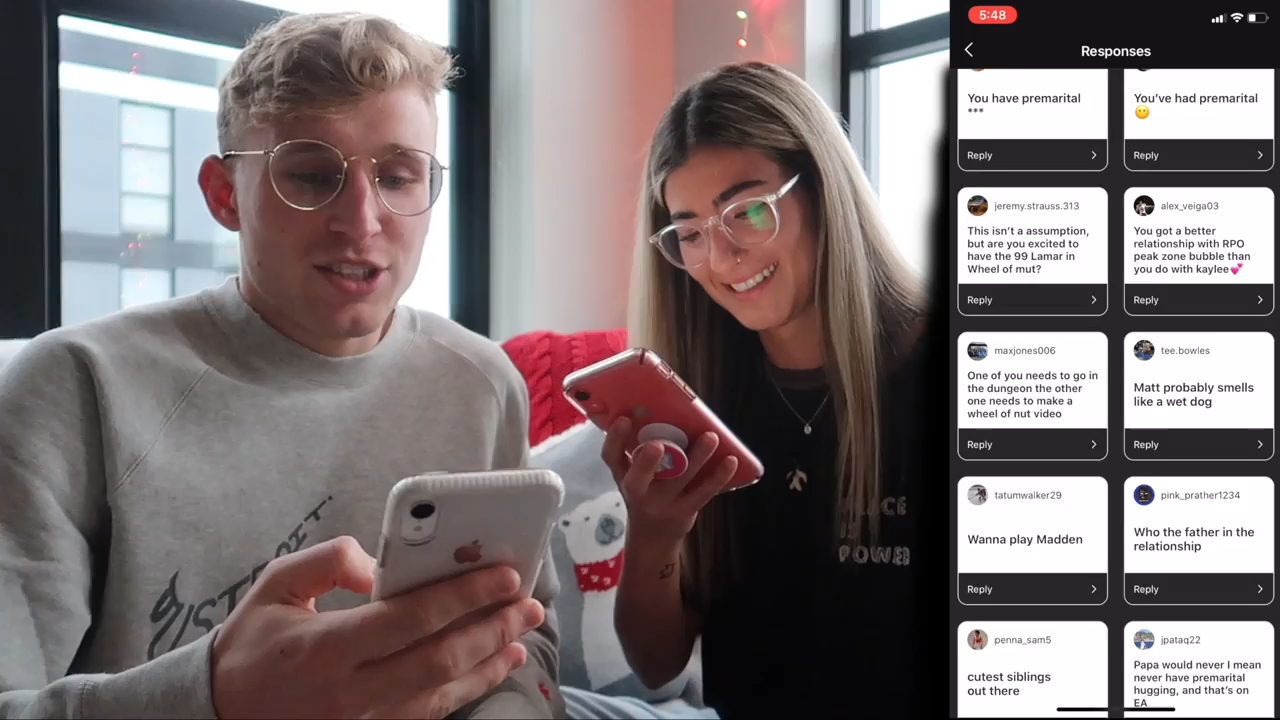 5:48
Responses
You have premarital
***
Reply
You've had premarital
😶
Reply
jeremy.strauss.313
This isn't a assumption,
but are you excited to
have the 99 Lamar in
Wheel of mut?
Reply
alex_veiga03
You got a better
relationship with RPO
peak zone bubble than
you do with kaylee💕
Reply
maxjones006
One of you needs to go in
the dungeon the other
one needs to make a
wheel of nut video
Reply
tee.bowles
Matt probably smells
like a wet dog
Reply
tatumwalker29
Wanna play Madden
Reply
pink_prather1234
Who the father in the
relationship
Reply
penna_sam5
cutest siblings
out there
jpataq22
Papa would never I mean
never have premarital
hugging, and that's on
EA
POWER